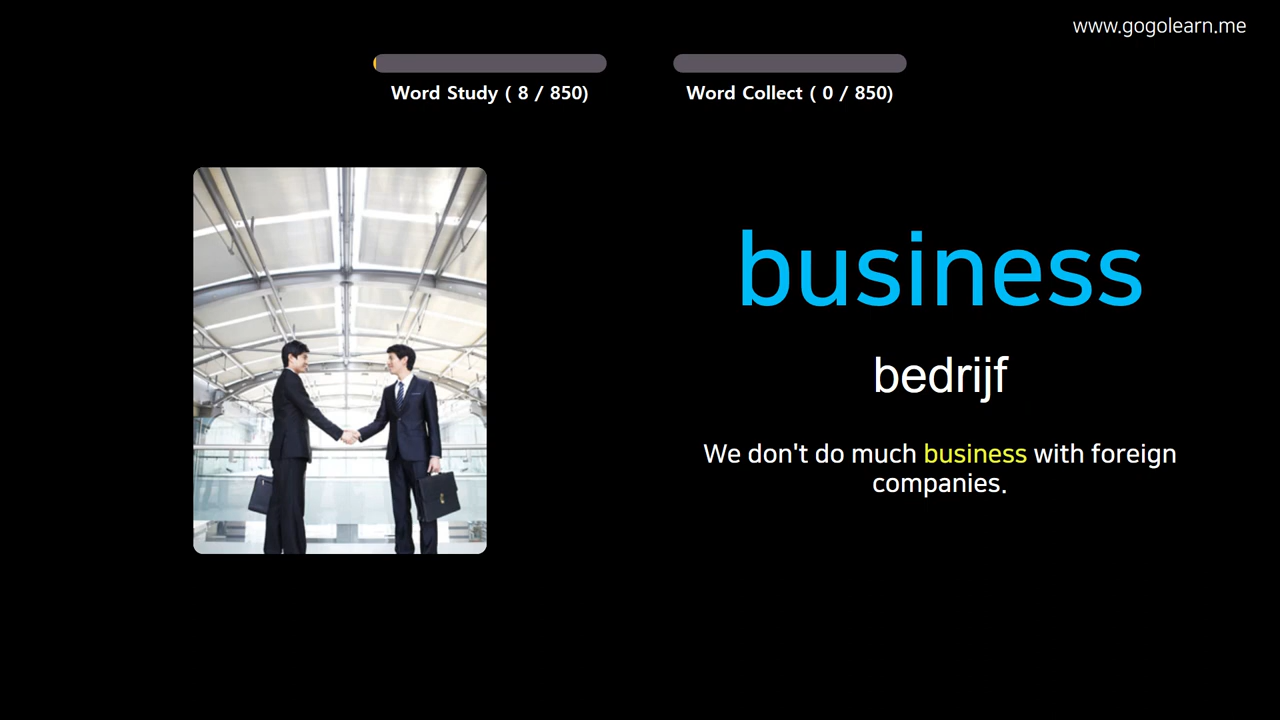 www.gogolearn.me
Word Study ( 8 / 850)
Word Collect ( 0 / 850)
business
bedrijf
We don't do much business with foreign
companies.